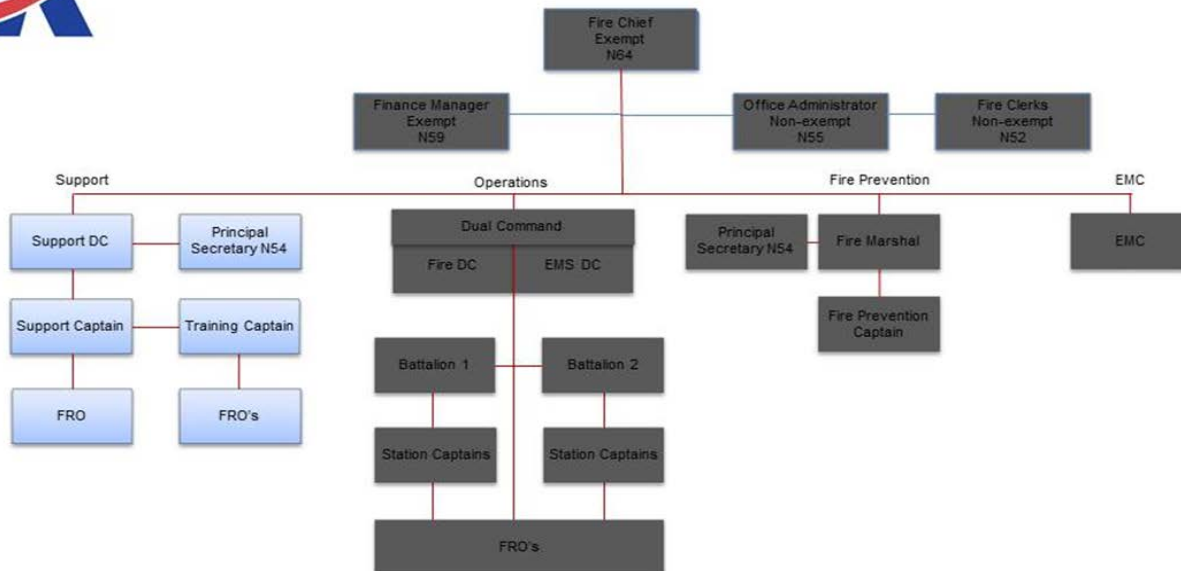 Fire Chief
Exempt
N64
Finance Manager
Exempt
N59
Office Administrator
Non-exempt
N55
Fire Clerks
Non-exempt
N52
Support
Operations
Fire Prevention
EMC
Support DC
Principal
Secretary N54
Dual Command
Fire DC
EMS DC
Principal
Secretary N54
Fire Marshal
EMC
Support Captain
Training Captain
Fire Prevention
Captain
Battalion 1
Battalion 2
FRO
FRO's
Station Captains
Station Captains
FRO's